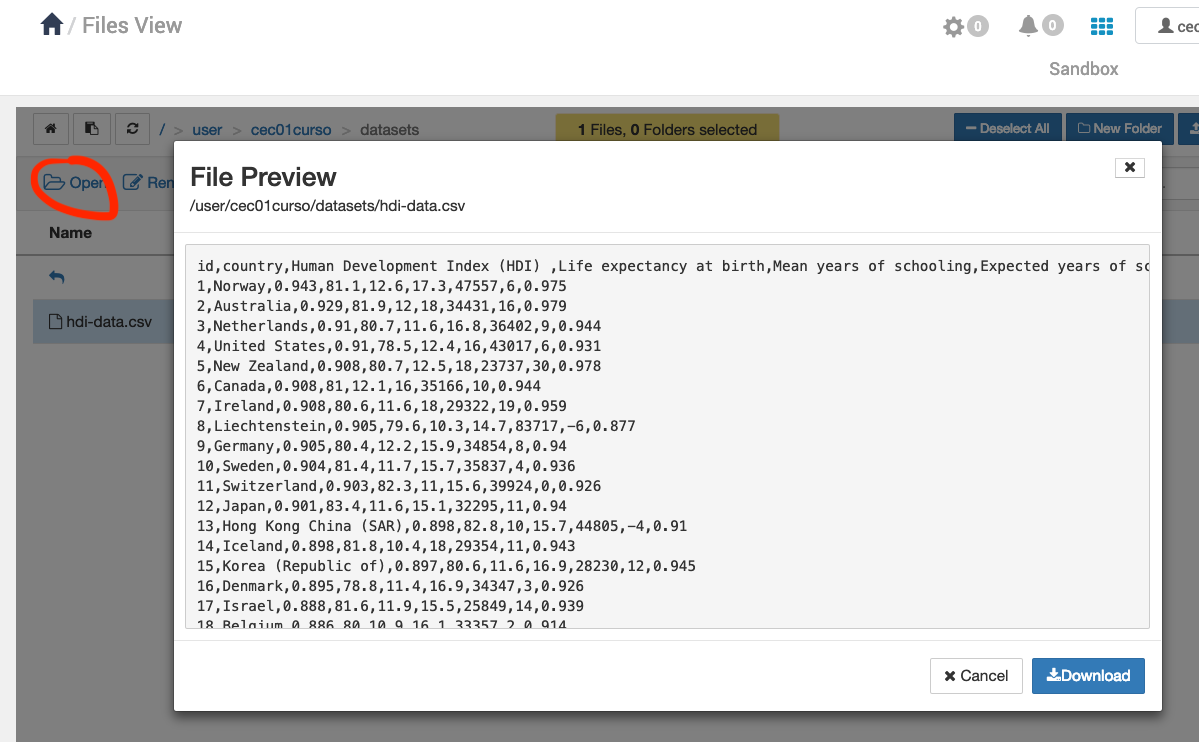 / Files View
0
0
cec
Sandbox
/ > user > cec01curso > datasets
1 Files, 0 Folders selected
Deselect All
New Folder
Open
Ren
Name
hdi-data.csv
File Preview
/user/cec01curso/datasets/hdi-data.csv
id,country,Human Development Index (HDI) ,Life expectancy at birth,Mean years of schooling,Expected years of sc
1,Norway,0.943,81.1,12.6,17.3,47557,6,0.975
2,Australia,0.929,81.9,12,18,34431,16,0.979
3,Netherlands,0.91,80.7,11.6,16.8,36402,9,0.944
4,United States,0.91,78.5,12.4,16,43017,6,0.931
5,New Zealand,0.908,80.7,12.5,18,23737,30,0.978
6,Canada,0.908,81,12.1,16,35166,10,0.944
7,Ireland,0.908,80.6,11.6,18,29322,19,0.959
8,Liechtenstein,0.905,79.6,10.3,14.7,83717,-6,0.877
9,Germany,0.905,80.4,12.2,15.9,34854,8,0.94
10,Sweden,0.904,81.4,11.7,15.7,35837,4,0.936
11,Switzerland,0.903,82.3,11,15.6,39924,0,0.926
12,Japan,0.901,83.4,11.6,15.1,32295,11,0.94
13,Hong Kong China (SAR),0.898,82.8,10,15.7,44805,-4,0.91
14,Iceland,0.898,81.8,10.4,18,29354,11,0.943
15,Korea (Republic of),0.897,80.6,11.6,16.9,28230,12,0.945
16,Denmark,0.895,78.8,11.4,16.9,34347,3,0.926
17,Israel,0.888,81.6,11.9,15.5,25849,14,0.939
18,Belgium,0.886,80,10.9,16.1,33357,2,0.914
Cancel
Download